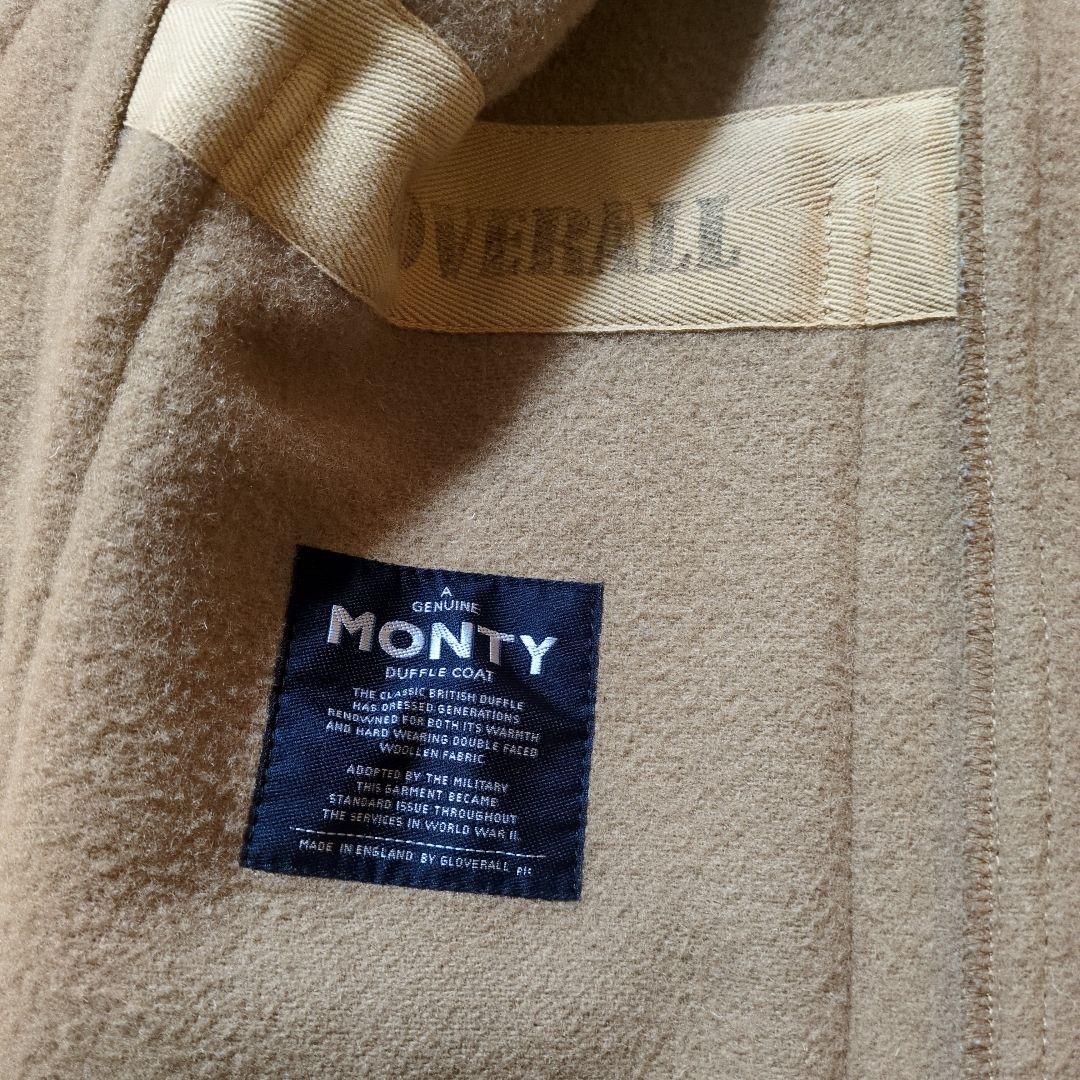 OVERALL
A
GENUINE
MONTY
DUFFLE COAT
THE CLASSIC BRITISH DUFFLE
HAS DRESSED GENERATIONS
RENOWNED FOR BOTH ITS WARMTH
AND HARD WEARING DOUBLE FACED
WOOLLEN FABRIC
ADOPTED BY THE MILITARY
THIS GARMENT BECAME
STANDARD ISSUE THROUGHOUT
THE SERVICES IN WORLD WAR II.
MADE IN ENGLAND BY GLOVERALL